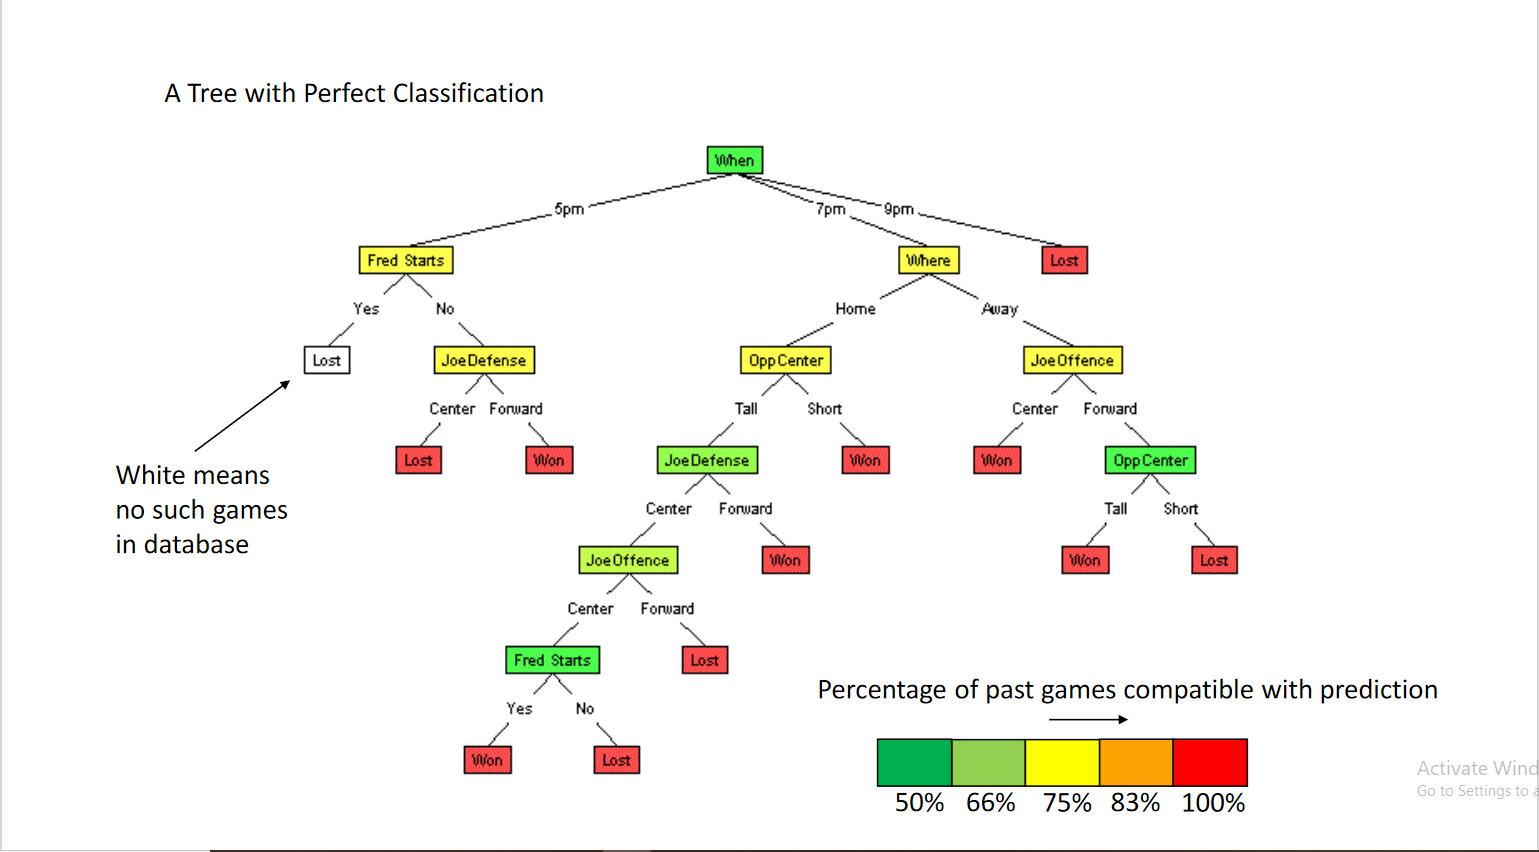 A Tree with Perfect Classification
When
5pm 7pm 9pm
Fred Starts Where Lost
Yes No Home Away
Lost JoeDefense OppCenter JoeOffence
Center Forward Tall Short Center Forward
Lost Won JoeDefense Won Won OppCenter
White means
no such games
in database
Center Forward Tall Short
JoeOffence Won Won Lost
Center Forward
Fred Starts Lost
Yes No
Won Lost
Percentage of past games compatible with prediction
50% 66% 75% 83% 100%
Activate Wind
Go to Settings to a